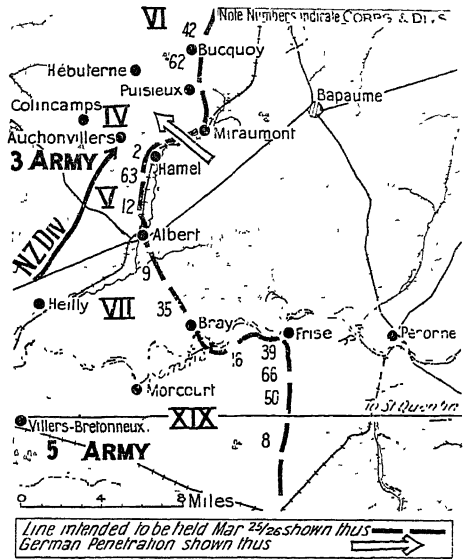 VI
Note Numbers indicate CORPS & DIVS
42
Bucquoy
62
Hébuterne
Puisieux
Bapaume
Colincamps
IV
Auchonvillers
Miraumont
3 ARMY
2
Hamel
63
V
12
NZ Div
Albert
9
Heilly
VII
35
Bray
Frise
Peronne
16
39
66
50
Morcourt
To St Quentin
XIX
Villers-Bretonneux
5 ARMY
8
0 4 8 Miles
Line intended to be held Mar 25/26 shown thus
German Penetration shown thus